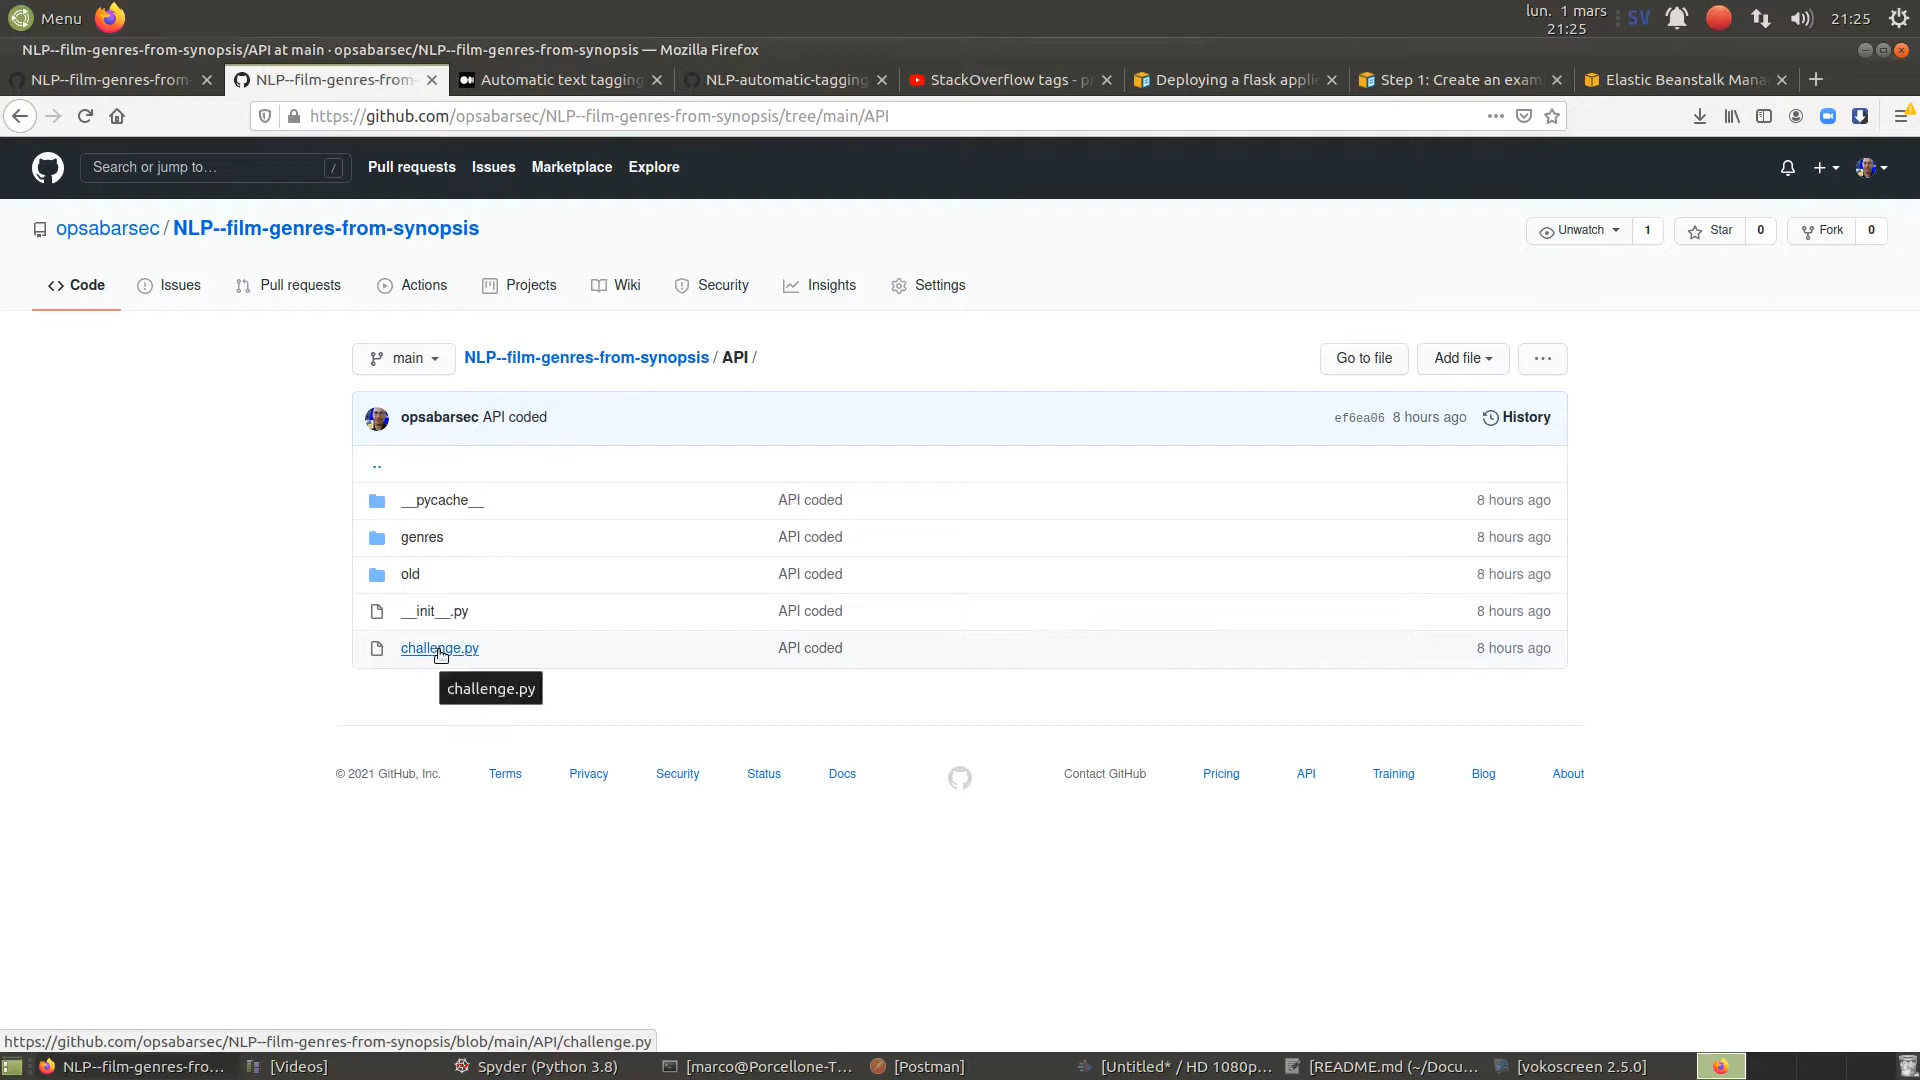 Menu
lun. 1 mars
21:25
SV
21:25
NLP--film-genres-from-synopsis/API at main · opsabarsec/NLP--film-genres-from-synopsis — Mozilla Firefox
NLP--film-genres-from-
NLP--film-genres-from-
Automatic text tagging
NLP-automatic-tagging
StackOverflow tags - p
Deploying a flask applic
Step 1: Create an exam
Elastic Beanstalk Mana
https://github.com/opsabarsec/NLP--film-genres-from-synopsis/tree/main/API
Search or jump to…
/
Pull requests
Issues
Marketplace
Explore
opsabarsec / NLP--film-genres-from-synopsis
Unwatch
1
Star
0
Fork
0
Code
Issues
Pull requests
Actions
Projects
Wiki
Security
Insights
Settings
main
NLP--film-genres-from-synopsis / API /
Go to file
Add file
opsabarsec API coded
ef6ea06 8 hours ago
History
..
__pycache__
API coded
8 hours ago
genres
API coded
8 hours ago
old
API coded
8 hours ago
__init__.py
API coded
8 hours ago
challenge.py
API coded
8 hours ago
challenge.py
© 2021 GitHub, Inc.
Terms
Privacy
Security
Status
Docs
Contact GitHub
Pricing
API
Training
Blog
About
https://github.com/opsabarsec/NLP--film-genres-from-synopsis/blob/main/API/challenge.py
NLP--film-genres-fro...
[Videos]
Spyder (Python 3.8)
[marco@Porcellone-T...
[Postman]
[Untitled* / HD 1080p...
[README.md (~/Docu...
[vokoscreen 2.5.0]